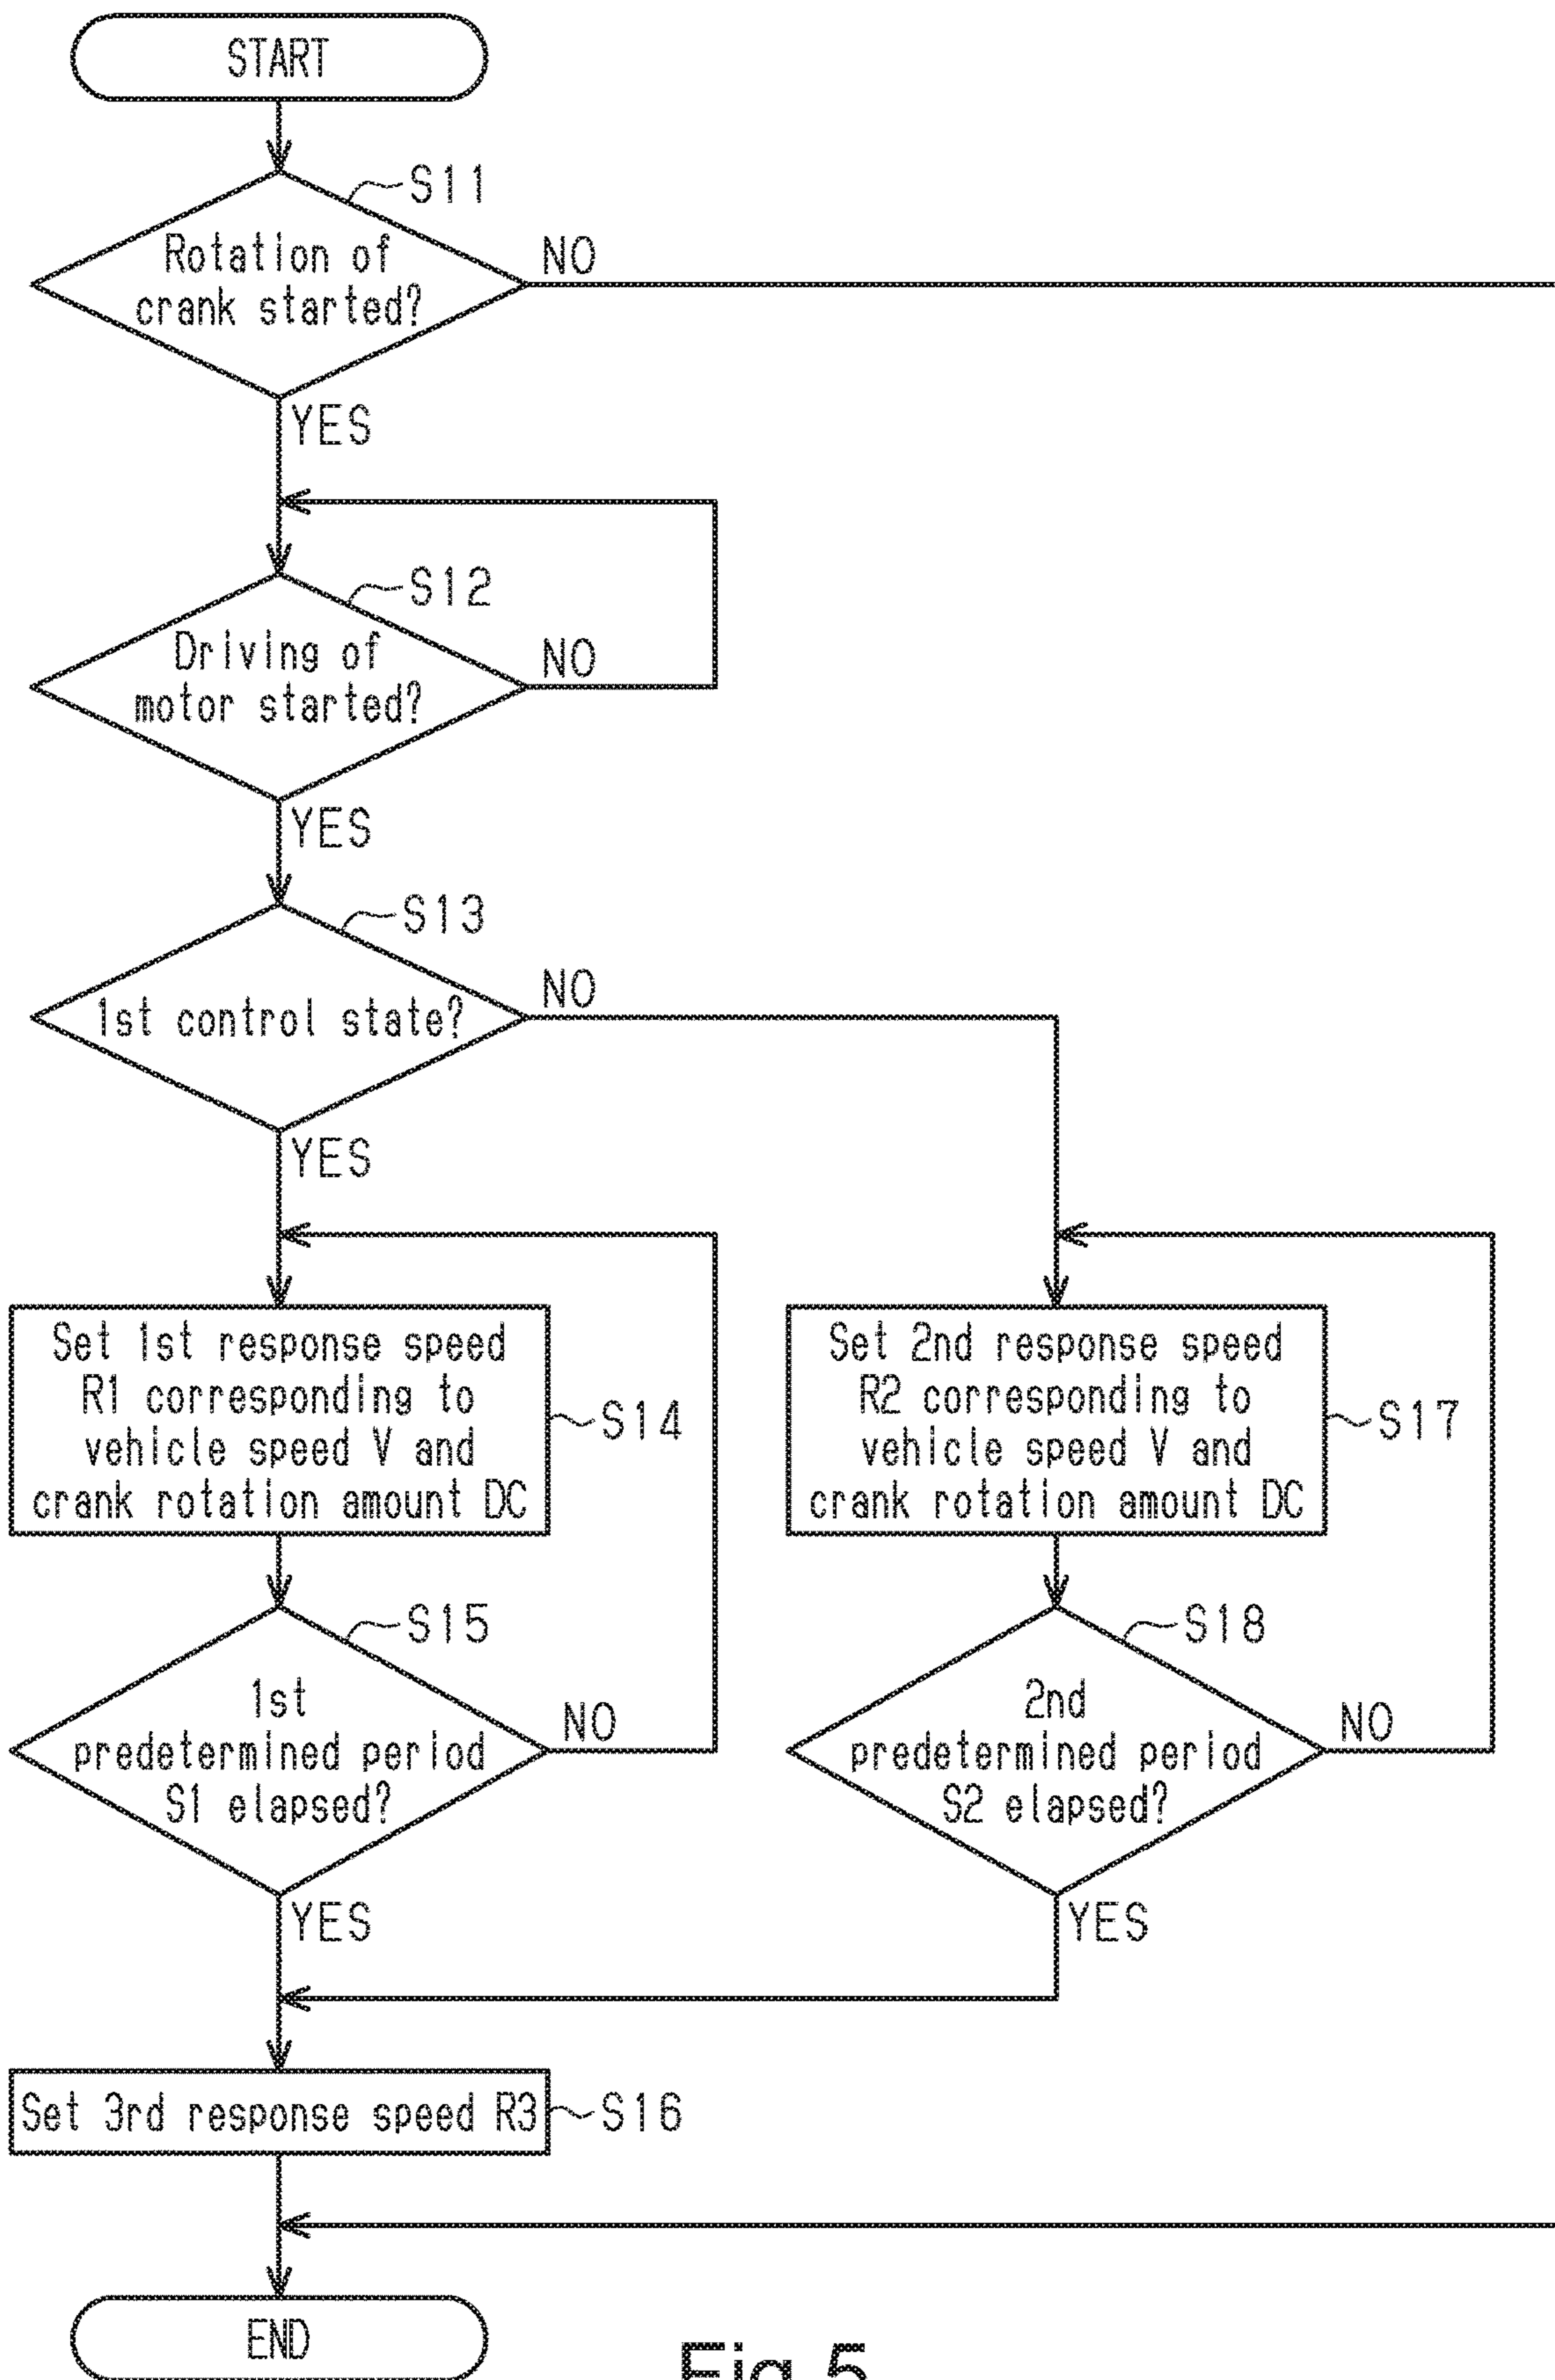 START
S11
Rotation of
crank started?
NO
YES
S12
Driving of
motor started?
NO
YES
S13
1st control state?
NO
YES
Set 1st response speed
R1 corresponding to
vehicle speed V and
crank rotation amount DC
S14
Set 2nd response speed
R2 corresponding to
vehicle speed V and
crank rotation amount DC
S17
S15
1st
predetermined period
S1 elapsed?
NO
YES
S18
2nd
predetermined period
S2 elapsed?
NO
YES
Set 3rd response speed R3
S16
END
Fig.5